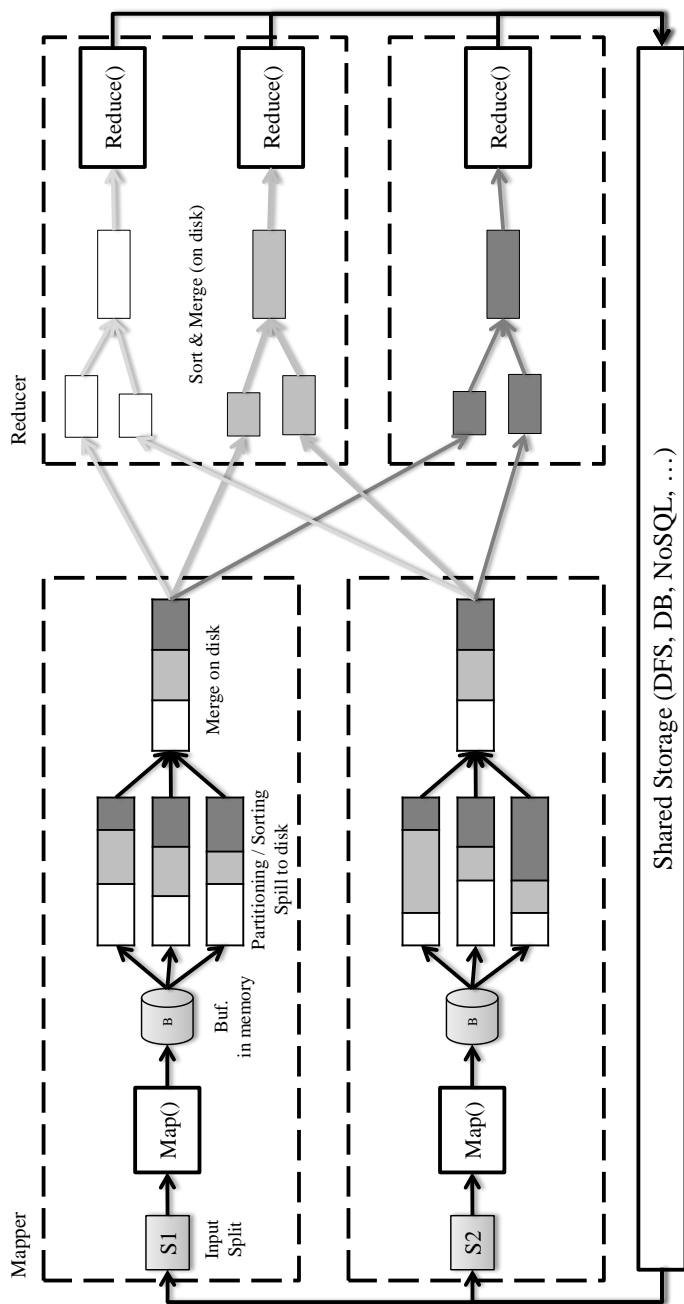 Mapper
S1
Input
Split
Map()
B
Buf.
in memory
Partitioning / Sorting
Spill to disk
Merge on disk
S2
Map()
B
Reducer
Reduce()
Sort & Merge (on disk)
Reduce()
Reduce()
Shared Storage (DFS, DB, NoSQL, …)